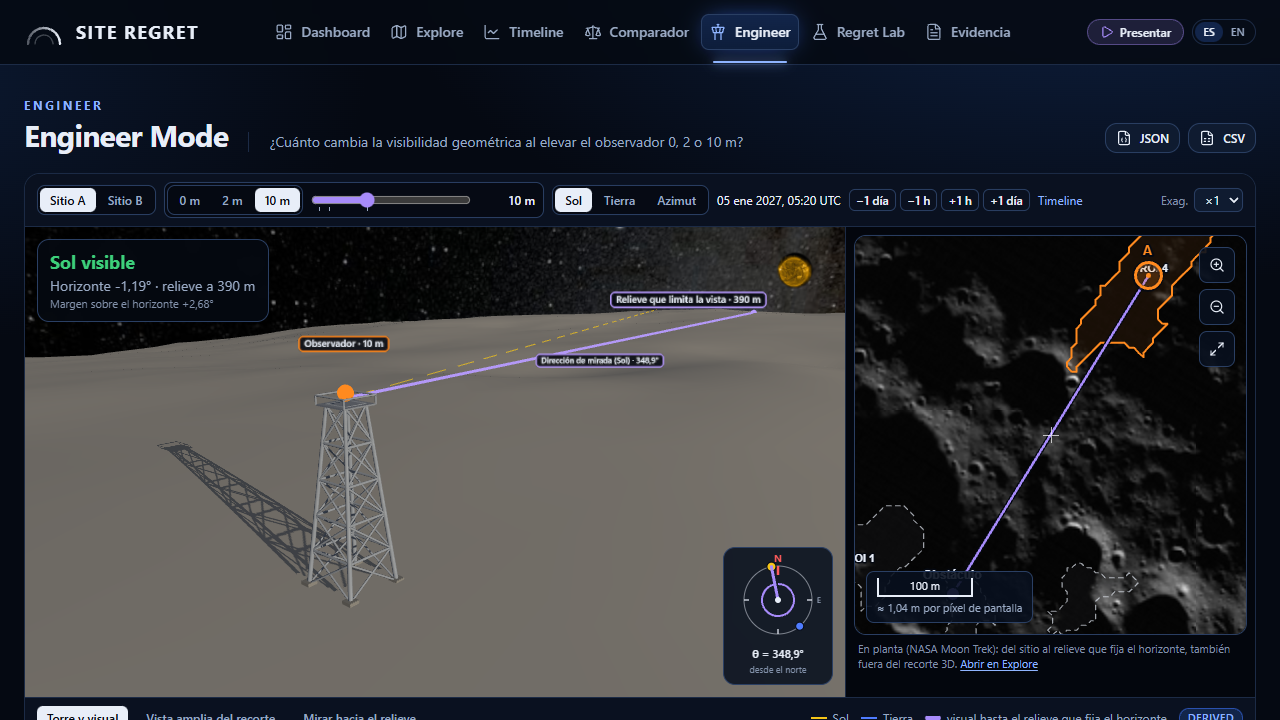 SITE REGRET
Dashboard
Explore
Timeline
Comparador
Engineer
Regret Lab
Evidencia
Presentar
ES
EN
ENGINEER
Engineer Mode
¿Cuánto cambia la visibilidad geométrica al elevar el observador 0, 2 o 10 m?
JSON
CSV
Sitio A
Sitio B
0 m
2 m
10 m
10 m
Sol
Tierra
Azimut
05 ene 2027, 05:20 UTC
−1 día
−1 h
+1 h
+1 día
Timeline
Exag.
×1
Sol visible
Horizonte -1,19° · relieve a 390 m
Margen sobre el horizonte +2,68°
Relieve que limita la vista · 390 m
Observador · 10 m
Dirección de mirada (Sol) · 348,9°
N
E
θ = 348,9°
desde el norte
A
OI 1
100 m
≈ 1,04 m por píxel de pantalla
En planta (NASA Moon Trek): del sitio al relieve que fija el horizonte, también
fuera del recorte 3D. Abrir en Explore
Torre y visual
Vista amplia del recorte
Mirar hacia el relieve
Sol
Tierra
visual hasta el relieve que fija el horizonte
DERIVED